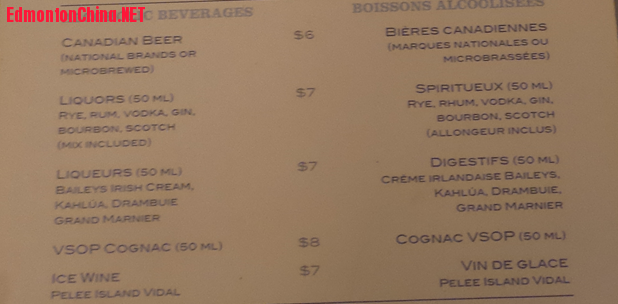 EdmontonChina.NET
BEVERAGES
BOISSONS ALCOOLISÉES
CANADIAN BEER
(NATIONAL BRANDS OR
MICROBREWED)
$6
BIÈRES CANADIENNES
(MARQUES NATIONALES OU
MICROBRASSÉES)
LIQUORS (50 ML)
RYE, RUM, VODKA, GIN,
BOURBON, SCOTCH
(MIX INCLUDED)
$7
SPIRITUEUX (50 ML)
RYE, RHUM, VODKA, GIN,
BOURBON, SCOTCH
(ALLONGEUR INCLUS)
LIQUEURS (50 ML)
BAILEYS IRISH CREAM,
KAHLÚA, DRAMBUIE
GRAND MARNIER
$7
DIGESTIFS (50 ML)
CRÈME IRLANDAISE BAILEYS,
KAHLÚA, DRAMBUIE,
GRAND MARNIER
VSOP COGNAC (50 ML)
$8
COGNAC VSOP (50 ML)
ICE WINE
PELEE ISLAND VIDAL
$7
VIN DE GLACE
PELEE ISLAND VIDAL